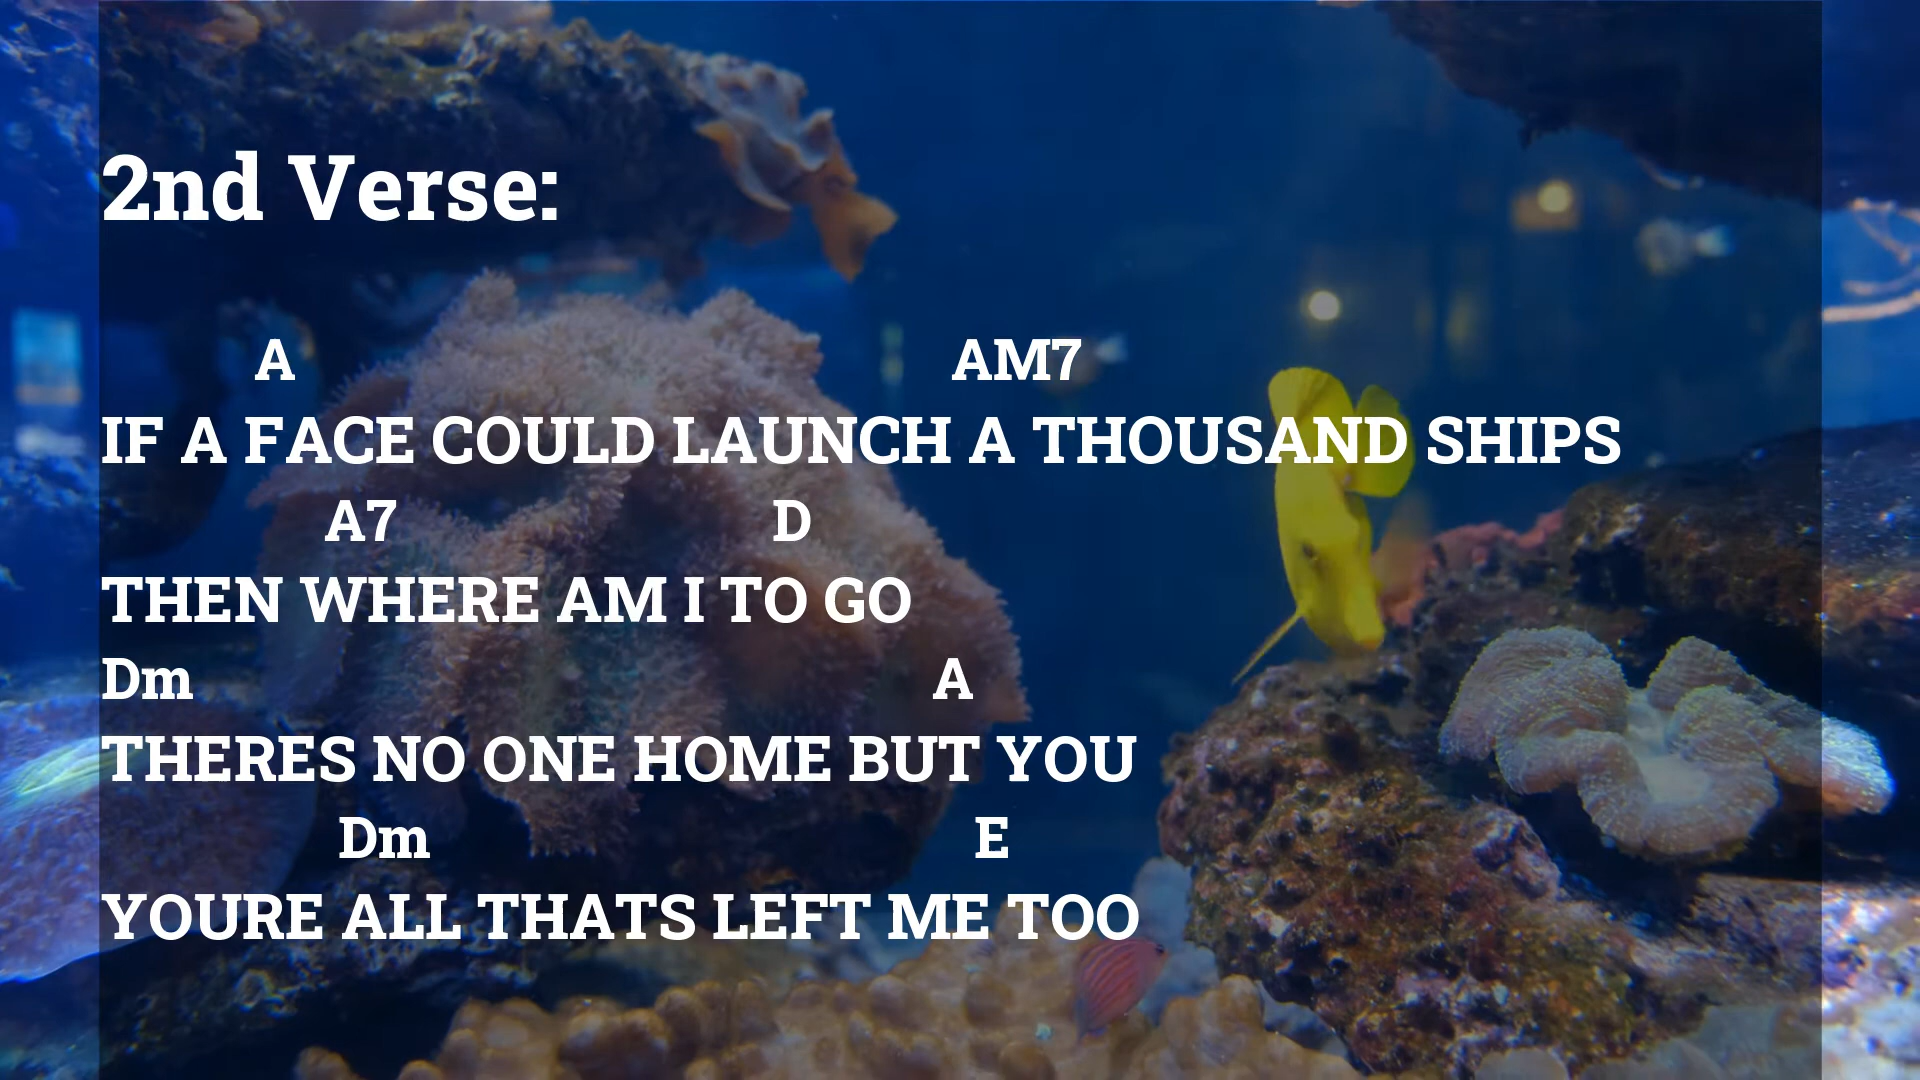 2nd Verse:
A AM7
IF A FACE COULD LAUNCH A THOUSAND SHIPS
A7 D
THEN WHERE AM I TO GO
Dm A
THERES NO ONE HOME BUT YOU
Dm E
YOURE ALL THATS LEFT ME TOO